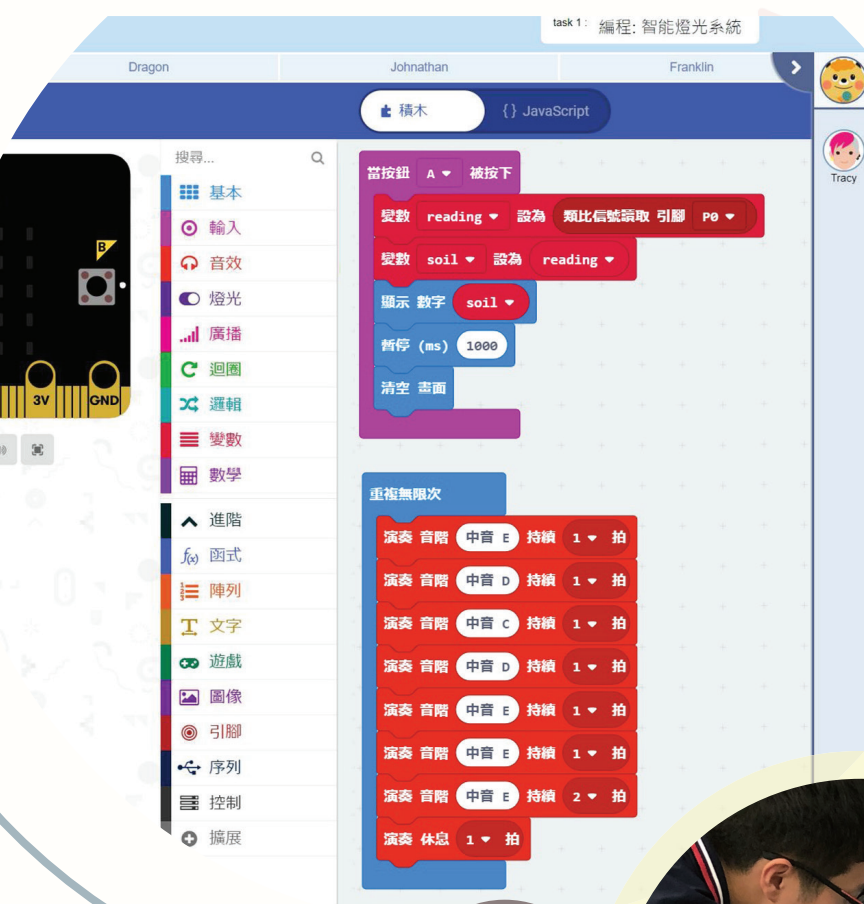 task 1: 編程: 智能燈光系統
Dragon Johnathan Franklin
積木 {} JavaScript
Tracy
B
3V GND
搜尋...
基本
輸入
音效
燈光
廣播
迴圈
邏輯
變數
數學
進階
函式
陣列
文字
遊戲
圖像
引腳
序列
控制
擴展
當按鈕 A 被按下
變數 reading 設為 類比信號讀取 引腳 P0
變數 soil 設為 reading
顯示 數字 soil
暫停 (ms) 1000
清空 畫面
重複無限次
演奏 音階 中音 E 持續 1 拍
演奏 音階 中音 D 持續 1 拍
演奏 音階 中音 C 持續 1 拍
演奏 音階 中音 D 持續 1 拍
演奏 音階 中音 E 持續 1 拍
演奏 音階 中音 E 持續 1 拍
演奏 音階 中音 E 持續 2 拍
演奏 休息 1 拍